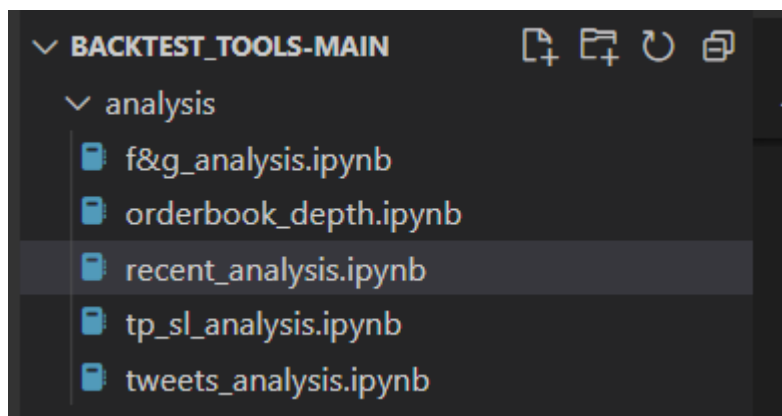 BACKTEST_TOOLS-MAIN
analysis
f&g_analysis.ipynb
orderbook_depth.ipynb
recent_analysis.ipynb
tp_sl_analysis.ipynb
tweets_analysis.ipynb